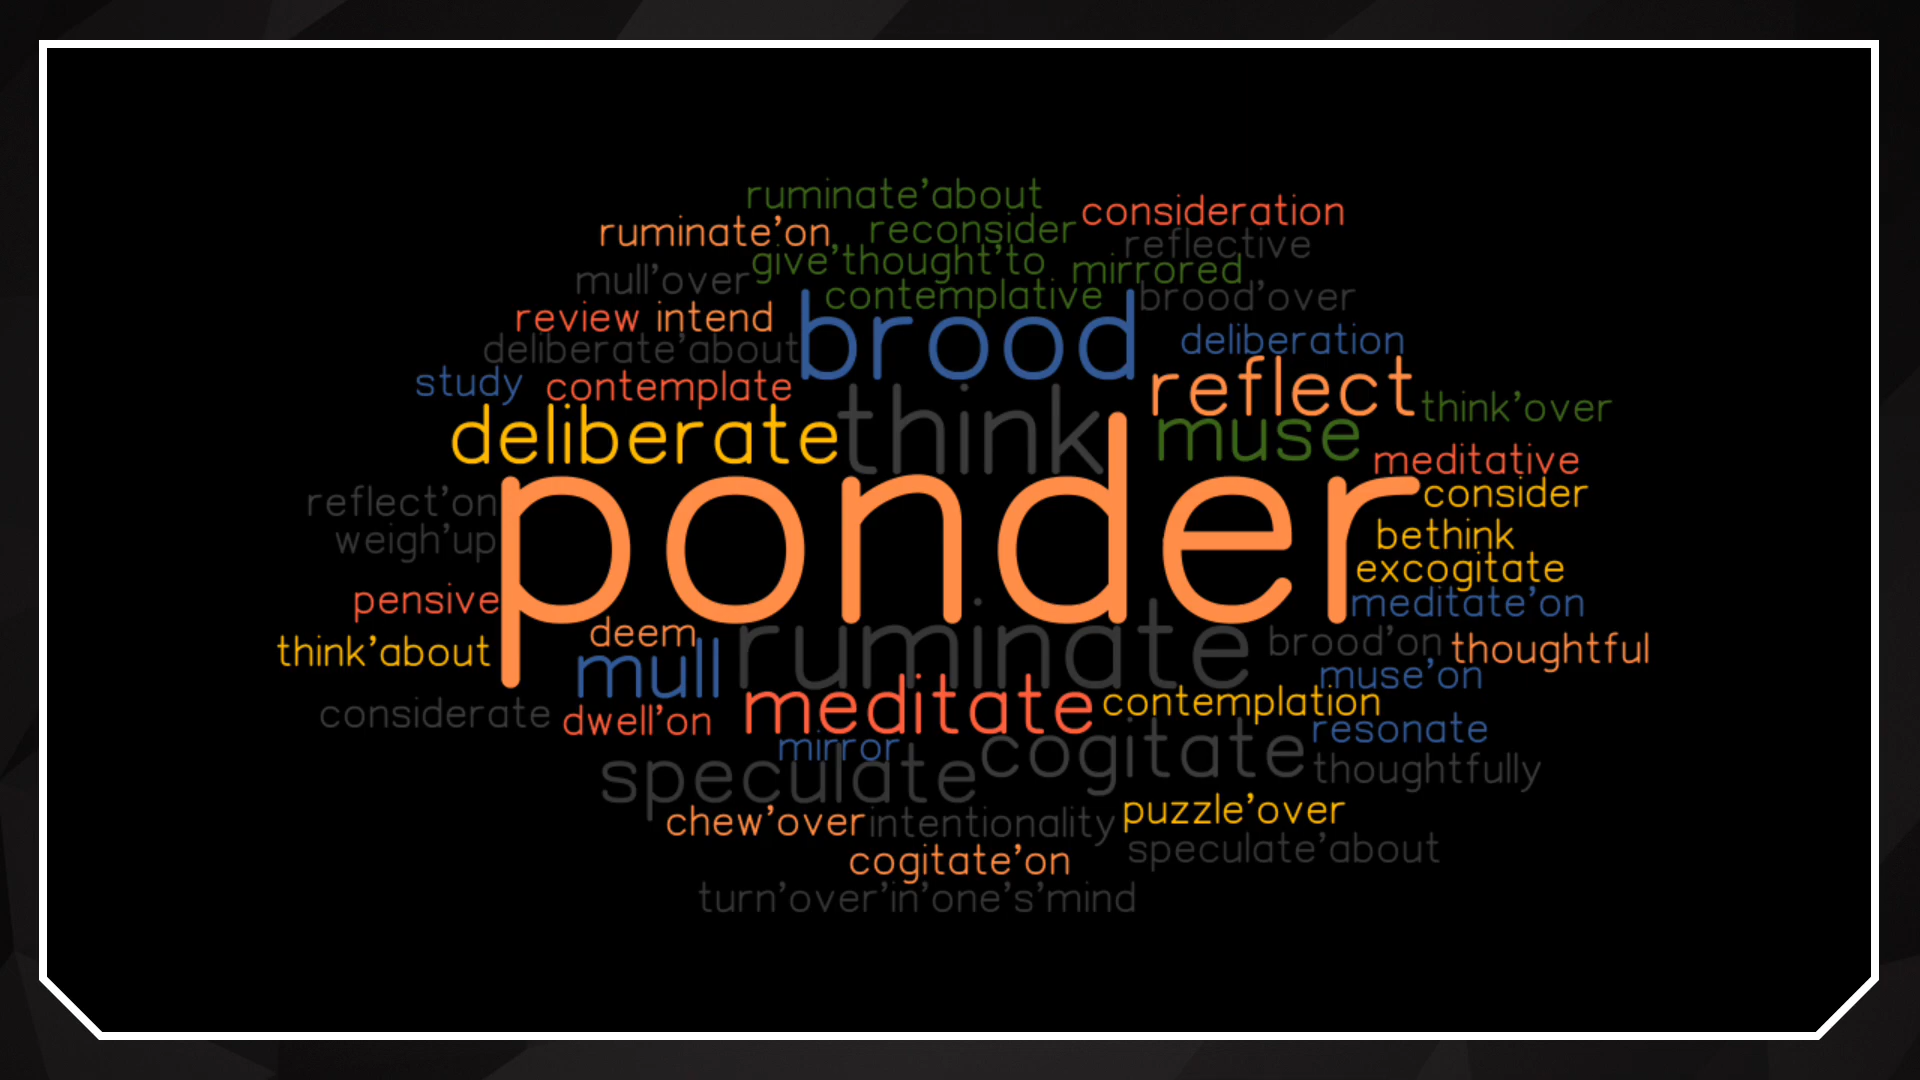 ruminate'about
consideration
ruminate'on
reconsider
reflective
give'thought'to
mirrored
mull'over
contemplative
brood'over
review
intend
brood
deliberation
deliberate'about
study
contemplate
reflect
think'over
think
deliberate
muse
meditative
consider
reflect'on
ponder
bethink
weigh'up
excogitate
pensive
meditate'on
deem
ruminate
brood'on
thoughtful
think'about
mull
muse'on
considerate
dwell'on
meditate
contemplation
resonate
mirror
cogitate
speculate
thoughtfully
chew'over
intentionality
puzzle'over
speculate'about
cogitate'on
turn'over'in'one's'mind